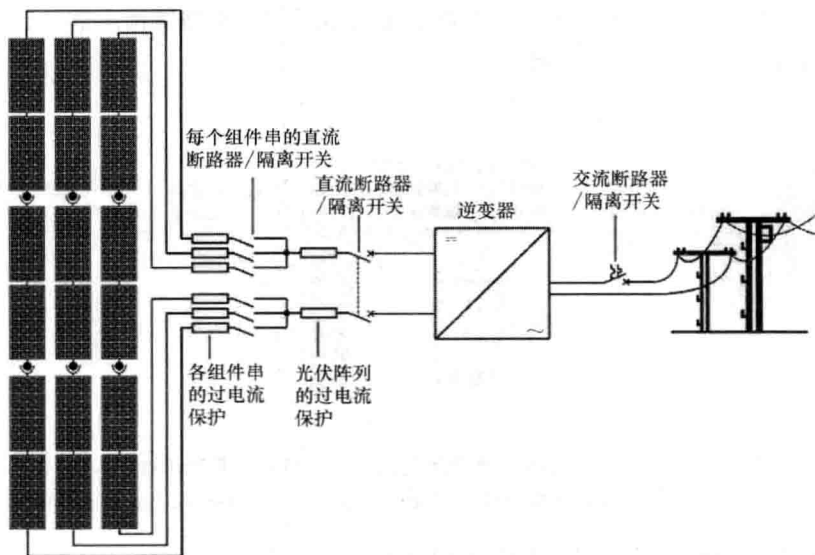 每个组件串的直流
断路器/隔离开关
直流断路器
/隔离开关
逆变器
交流断路器
/隔离开关
各组件串
的过电流
保护
光伏阵列
的过电流
保护